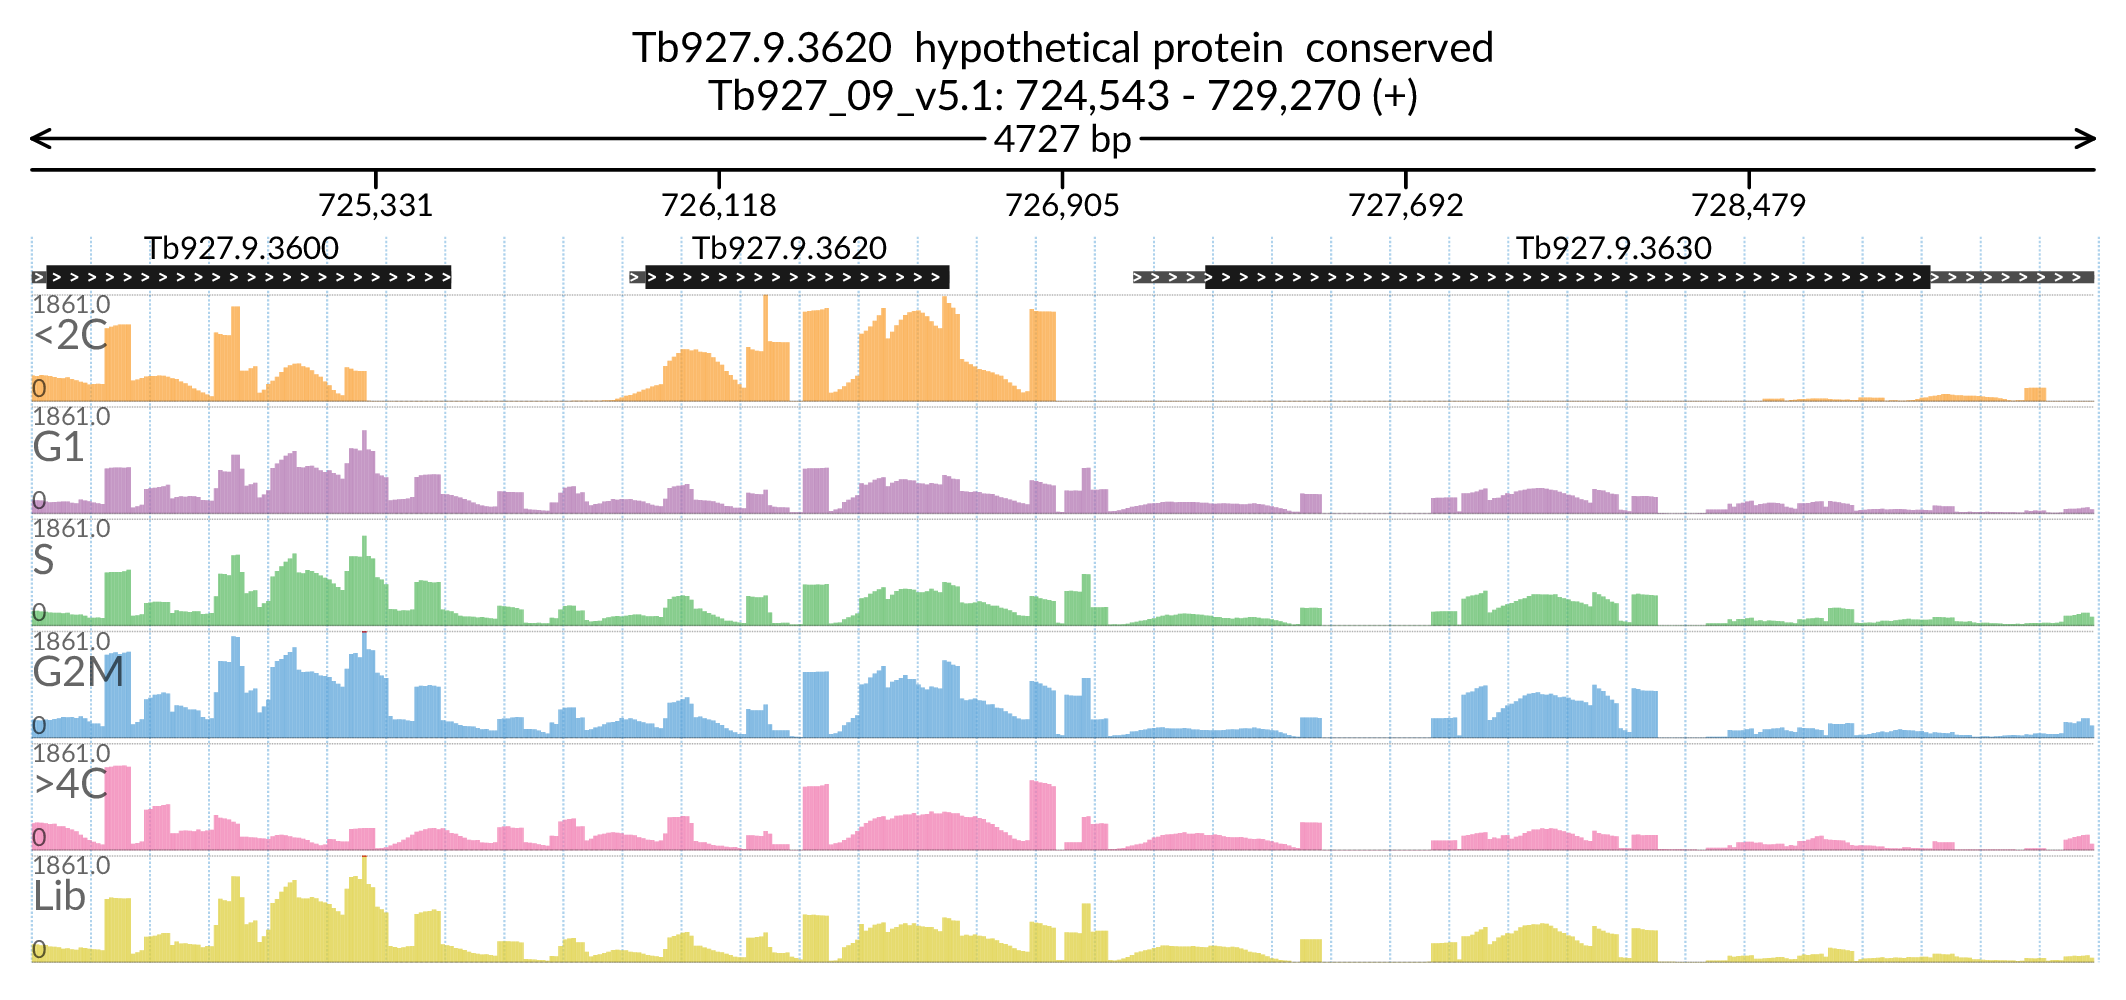 Tb927.9.3620  hypothetical protein  conserved
Tb927_09_v5.1: 724,543 - 729,270 (+)
4727 bp
725,331 726,118 726,905 727,692 728,479
Tb927.9.3600 Tb927.9.3620 Tb927.9.3630
1861.0
<2C
0
1861.0
G1
0
1861.0
S
0
1861.0
G2M
0
1861.0
>4C
0
1861.0
Lib
0